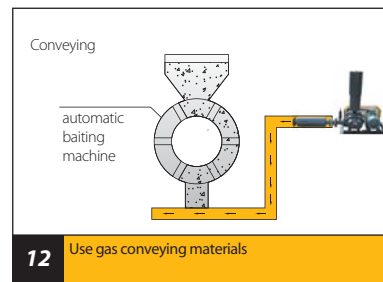 Conveying
automatic
baiting
machine
12
Use gas conveying materials